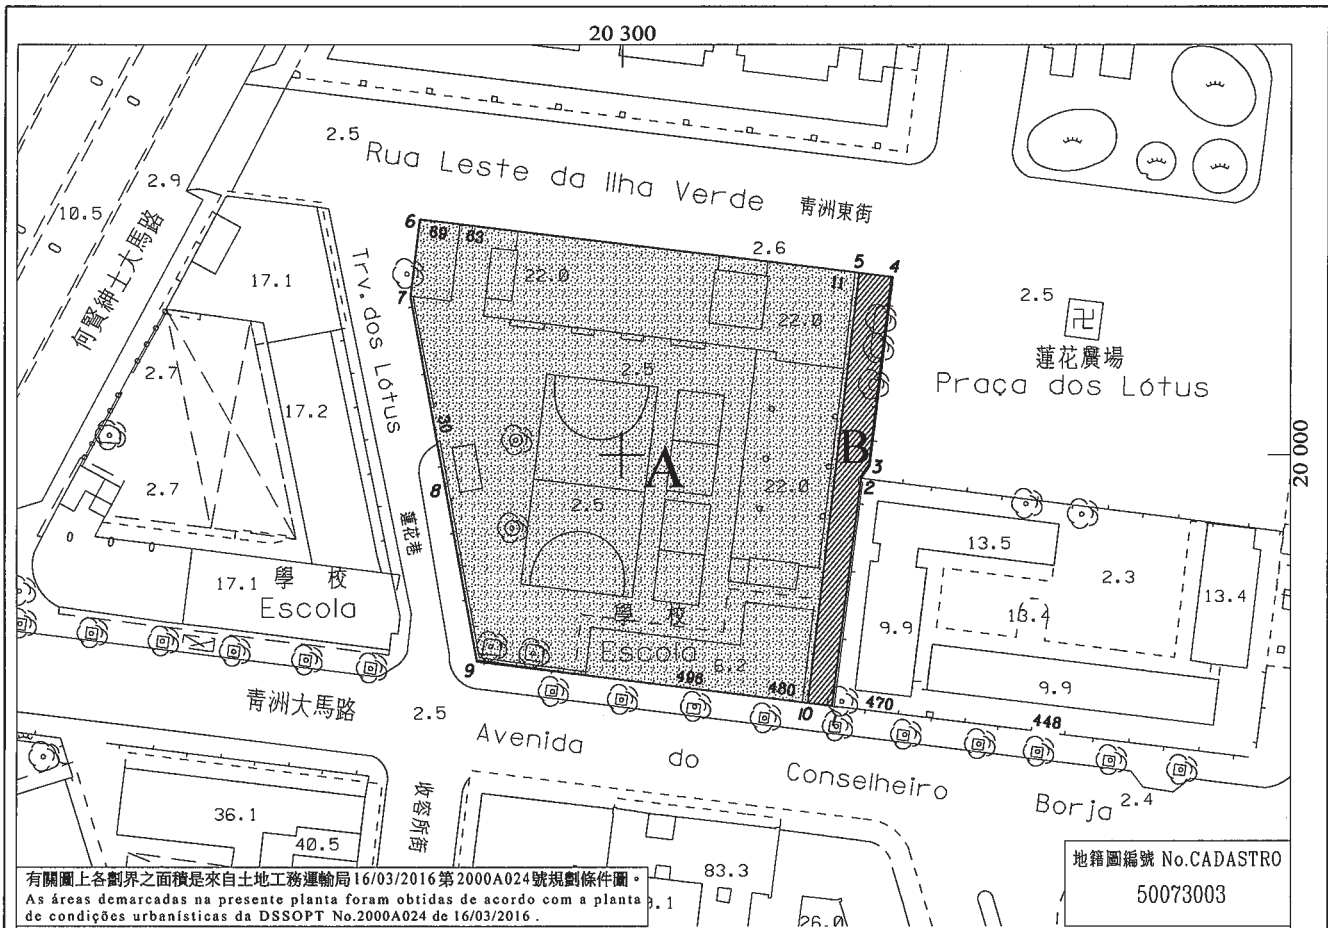 20 300
2.5
Rua Leste da Ilha Verde 青洲東街
2.9
10.5
何賢紳士大馬路
6
89
83
2.6
5
4
17.1
Trv. dos Lótus
蓮花巷
22.0
11
22.0
2.5
卍
蓮花廣場
Praça dos Lótus
7
2.7
17.2
2.5
30
A
B
3
20 000
2
8
2.7
2.5
22.0
13.5
2.3
13.4
13.4
17.1
學 校
Escola
學 校
Escola
6.2
9.9
9.9
9
498
480
10
470
448
青洲大馬路
2.5
Avenida do Conselheiro Borja
2.4
收容所街
36.1
40.5
83.3
9.1
26.0
有關圖上各劃界之面積是來自土地工務運輸局16/03/2016第2000A024號規劃條件圖。
As áreas demarcadas na presente planta foram obtidas de acordo com a planta
de condições urbanísticas da DSSOPT No.2000A024 de 16/03/2016 .
地籍圖編號 No.CADASTRO
50073003